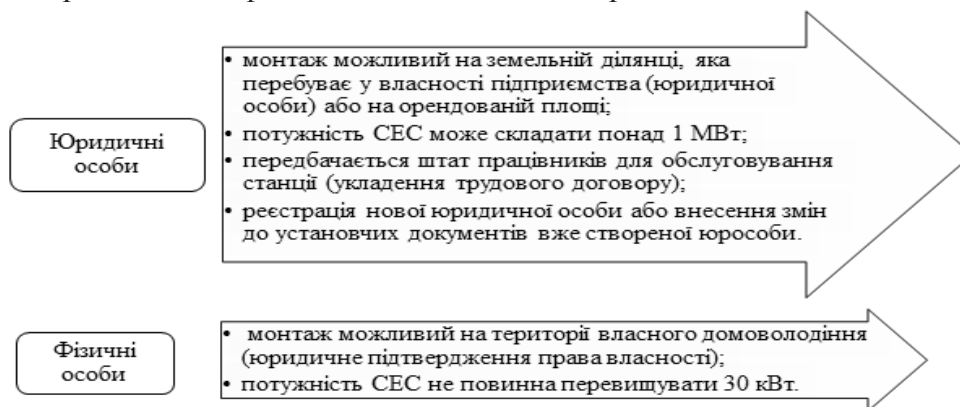 Юридичні
особи
• монтаж можливий на земельній ділянці, яка
перебуває у власності підприємства (юридичної
особи) або на орендованій площі;
• потужність СЕС може складати понад 1 МВт;
• передбачається штат працівників для обслуговування
станції (укладення трудового договору);
• реєстрація нової юридичної особи або внесення змін
до установчих документів вже створеної юрособи.
Фізичні
особи
• монтаж можливий на території власного домоволодіння
(юридичне підтвердження права власності);
• потужність СЕС не повинна перевищувати 30 кВт.